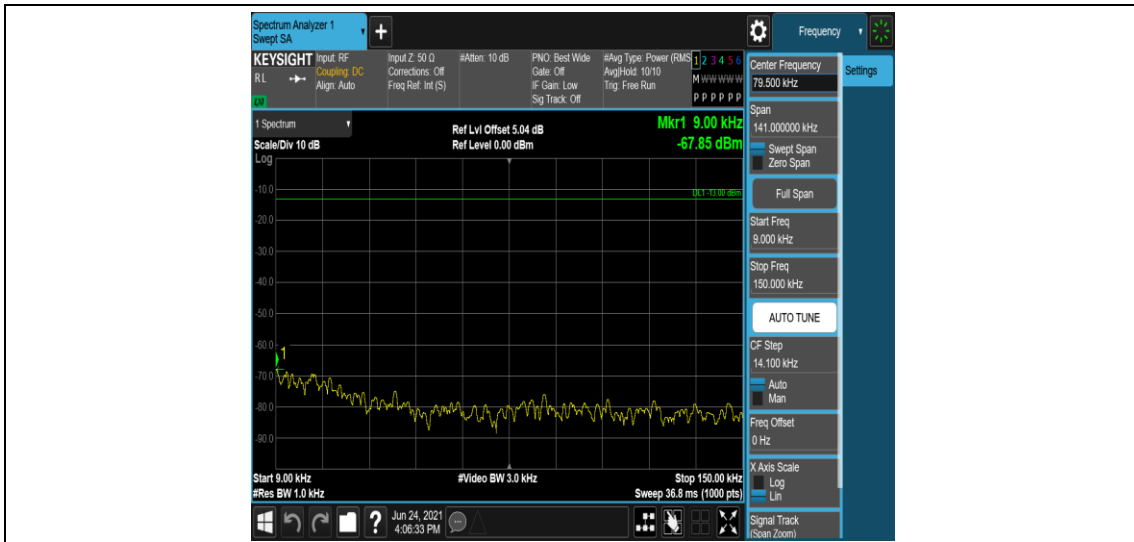 Spectrum Analyzer 1
Swept SA
Frequency
KEYSIGHT
RL
Input: RF
Coupling: DC
Align: Auto
Input Z: 50 Ω
Corrections: Off
Freq Ref: Int (S)
#Atten: 10 dB
PNO: Best Wide
Gate: Off
IF Gain: Low
Sig Track: Off
#Avg Type: Power (RMS
Avg|Hold: 10/10
Trig: Free Run
1 2 3 4 5 6
M W W W W W
P P P P P P
Center Frequency
79.500 kHz
Settings
Span
141.000000 kHz
Swept Span
Zero Span
Full Span
Start Freq
9.000 kHz
Stop Freq
150.000 kHz
AUTO TUNE
CF Step
14.100 kHz
Auto
Man
Freq Offset
0 Hz
X Axis Scale
Log
Lin
Signal Track
(Span Zoom)
1 Spectrum
Scale/Div 10 dB
Ref Lvl Offset 5.04 dB
Ref Level 0.00 dBm
Mkr1 9.00 kHz
-67.85 dBm
Log
DL1 -13.00 dBm
-10.0
-20.0
-30.0
-40.0
-50.0
-60.0
1
-70.0
-80.0
-90.0
Start 9.00 kHz
#Res BW 1.0 kHz
#Video BW 3.0 kHz
Stop 150.00 kHz
Sweep 36.8 ms (1000 pts)
?
Jun 24, 2021
4:06:33 PM